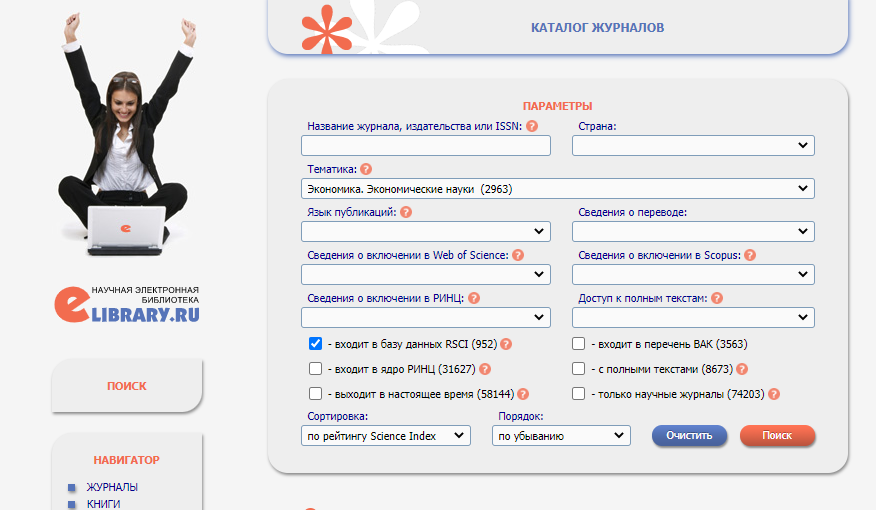 КАТАЛОГ ЖУРНАЛОВ
ПАРАМЕТРЫ
Название журнала, издательства или ISSN: ?
Страна:
Тематика: ?
Экономика. Экономические науки (2963)
Язык публикаций: ?
Сведения о переводе:
Сведения о включении в Web of Science: ?
Сведения о включении в Scopus: ?
Сведения о включении в РИНЦ: ?
Доступ к полным текстам: ?
- входит в базу данных RSCI (952) ?
- входит в перечень ВАК (3563)
- входит в ядро РИНЦ (31627) ?
- с полными текстами (8673) ?
- выходит в настоящее время (58144) ?
- только научные журналы (74203) ?
Сортировка:
Порядок:
по рейтингу Science Index
по убыванию
Очистить
Поиск
e
НАУЧНАЯ ЭЛЕКТРОННАЯ
БИБЛИОТЕКА
eLIBRARY.RU
ПОИСК
НАВИГАТОР
ЖУРНАЛЫ
КНИГИ